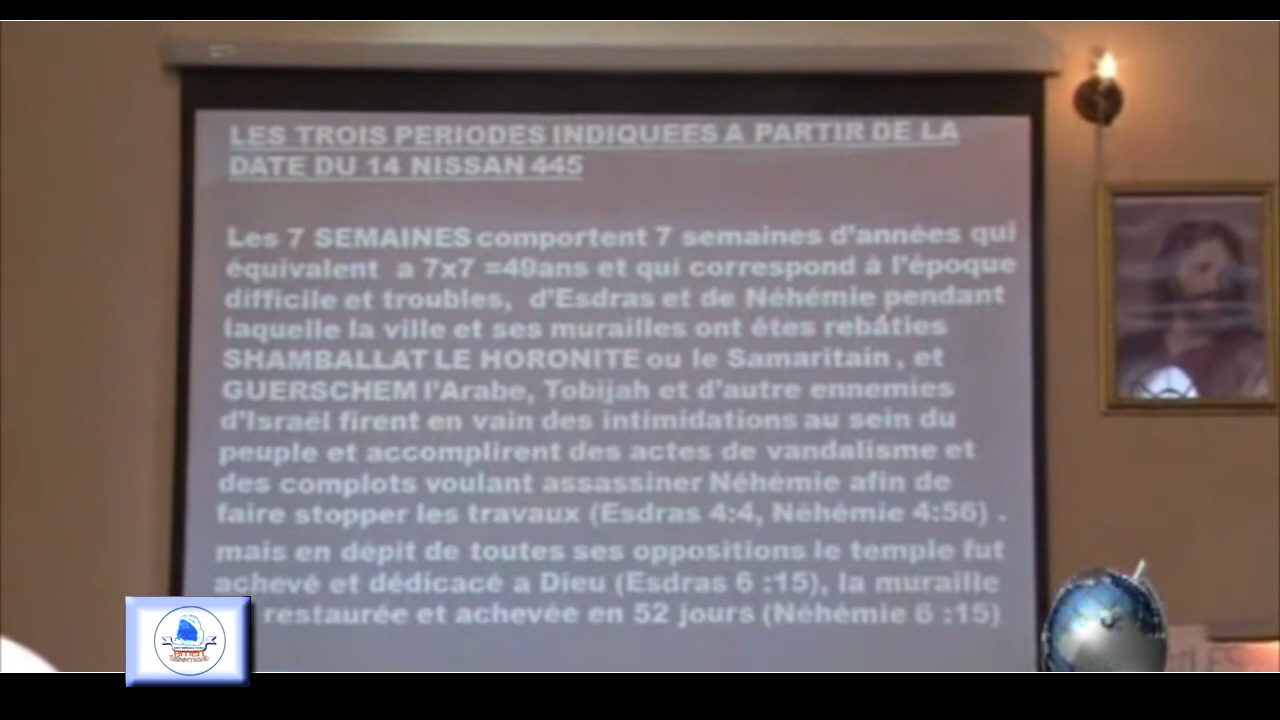 LES TROIS PERIODES INDIQUEES A PARTIR DE LA
DATE DU 14 NISSAN 445
Les 7 SEMAINES comportent 7 semaines d'années qui
équivalent a 7x7 =49ans et qui correspond à l'époque
difficile et troubles, d'Esdras et de Néhémie pendant
laquelle la ville et ses murailles ont êtes rebâties
SHAMBALLAT LE HORONITE ou le Samaritain , et
GUERSCHEM l'Arabe, Tobijah et d'autre ennemies
d'Israël firent en vain des intimidations au sein du
peuple et accomplirent des actes de vandalisme et
des complots voulant assassiner Néhémie afin de
faire stopper les travaux (Esdras 4:4, Néhémie 4:56) .
mais en dépit de toutes ses oppositions le temple fut
achevé et dédicacé a Dieu (Esdras 6 :15), la muraille
restaurée et achevée en 52 jours (Néhémie 6 :15)